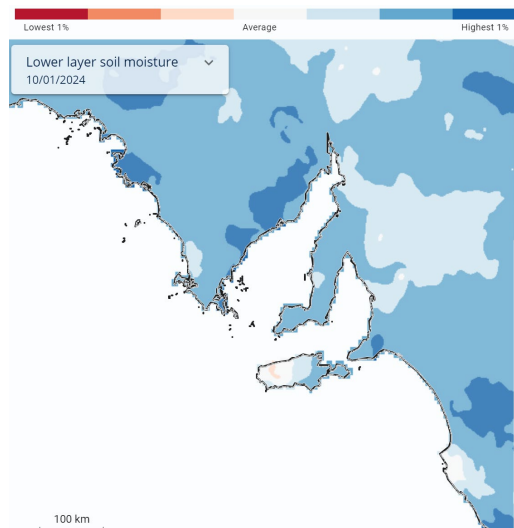 Lowest 1%
Average
Highest 1%
Lower layer soil moisture
10/01/2024
100 km